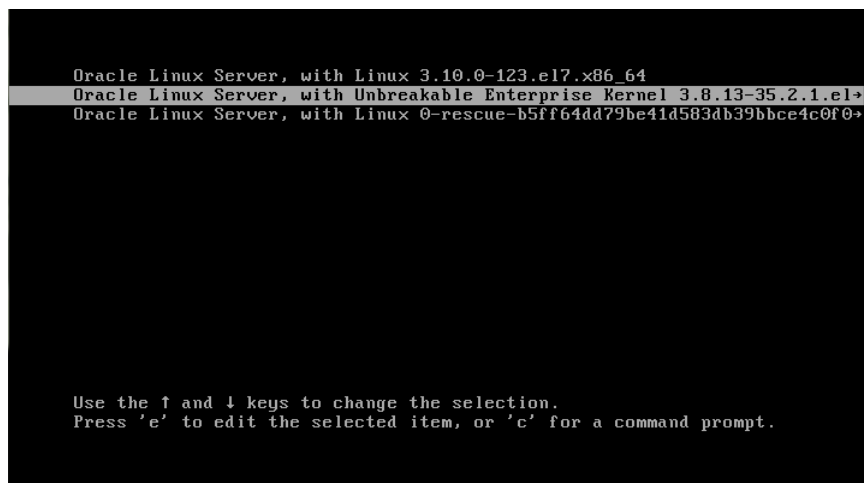 Oracle Linux Server, with Linux 3.10.0-123.el7.x86_64
Oracle Linux Server, with Unbreakable Enterprise Kernel 3.8.13-35.2.1.el→
Oracle Linux Server, with Linux 0-rescue-b5ff64dd79be41d583db39bbce4c0f0→
Use the ↑ and ↓ keys to change the selection.
Press 'e' to edit the selected item, or 'c' for a command prompt.